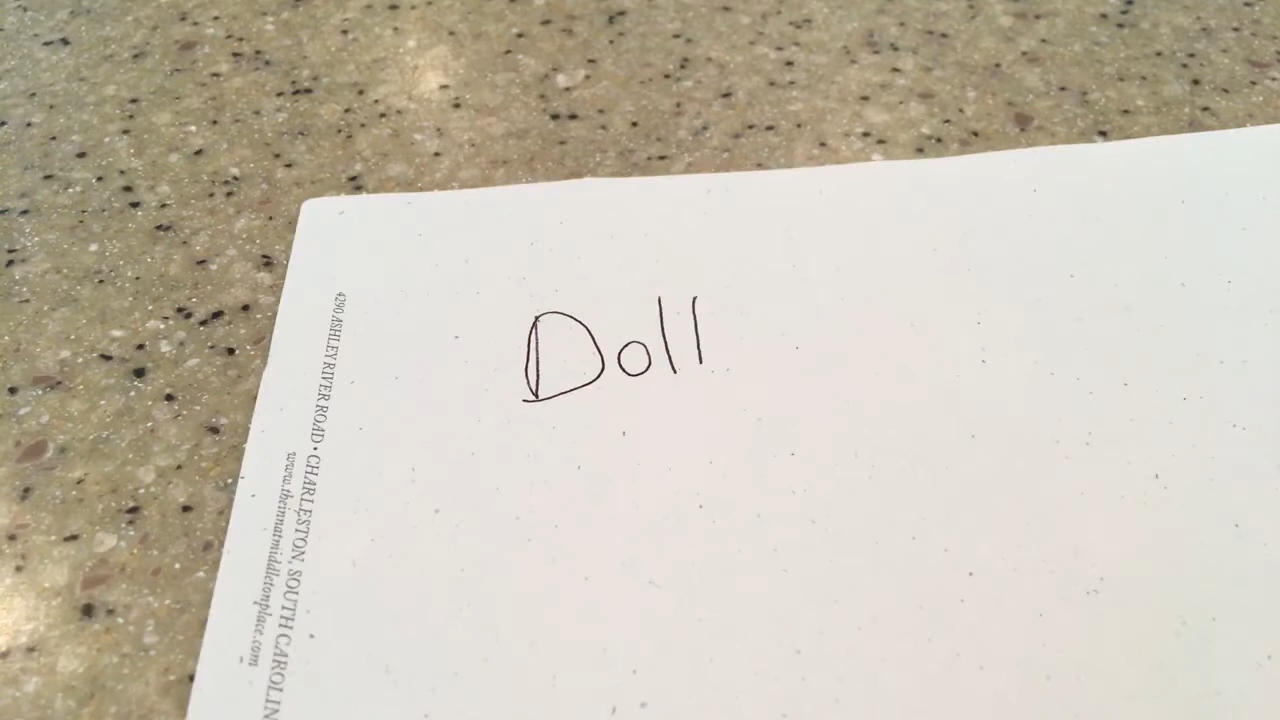 Doll
4290 ASHLEY RIVER ROAD • CHARLESTON, SOUTH CAROLIN
www.theinnatmiddletonplace.com